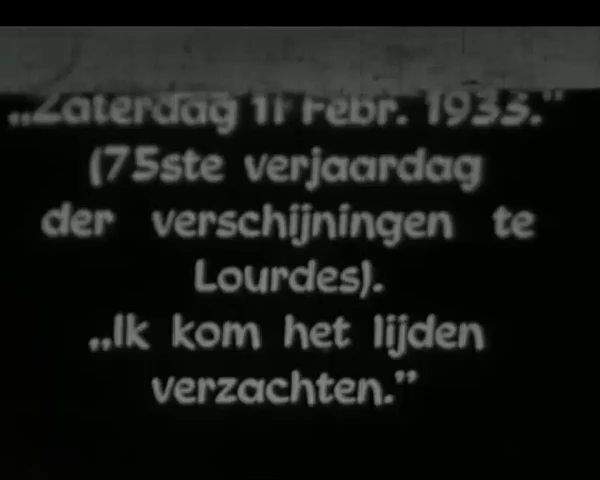 „Zaterdag 11 Febr. 1933."
(75ste verjaardag
der verschijningen te
Lourdes).
„Ik kom het lijden
verzachten.”